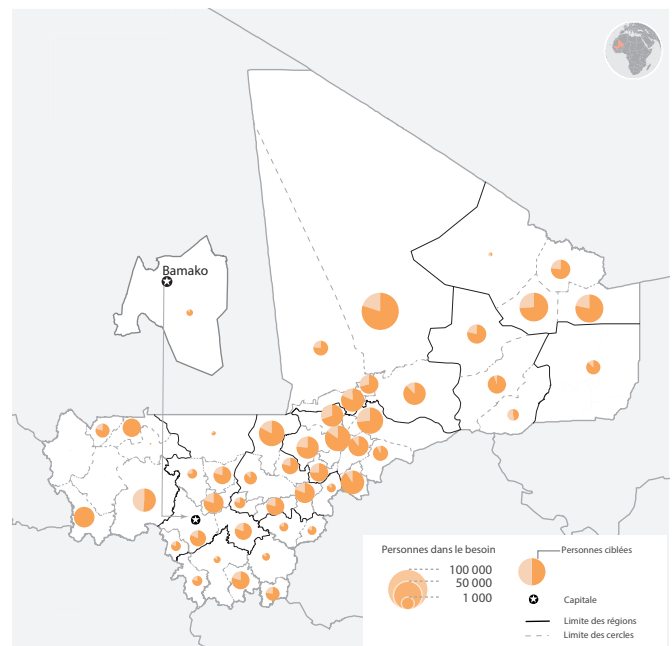 Bamako
Personnes dans le besoin
100 000
50 000
1 000
Personnes ciblées
Capitale
Limite des régions
Limite des cercles